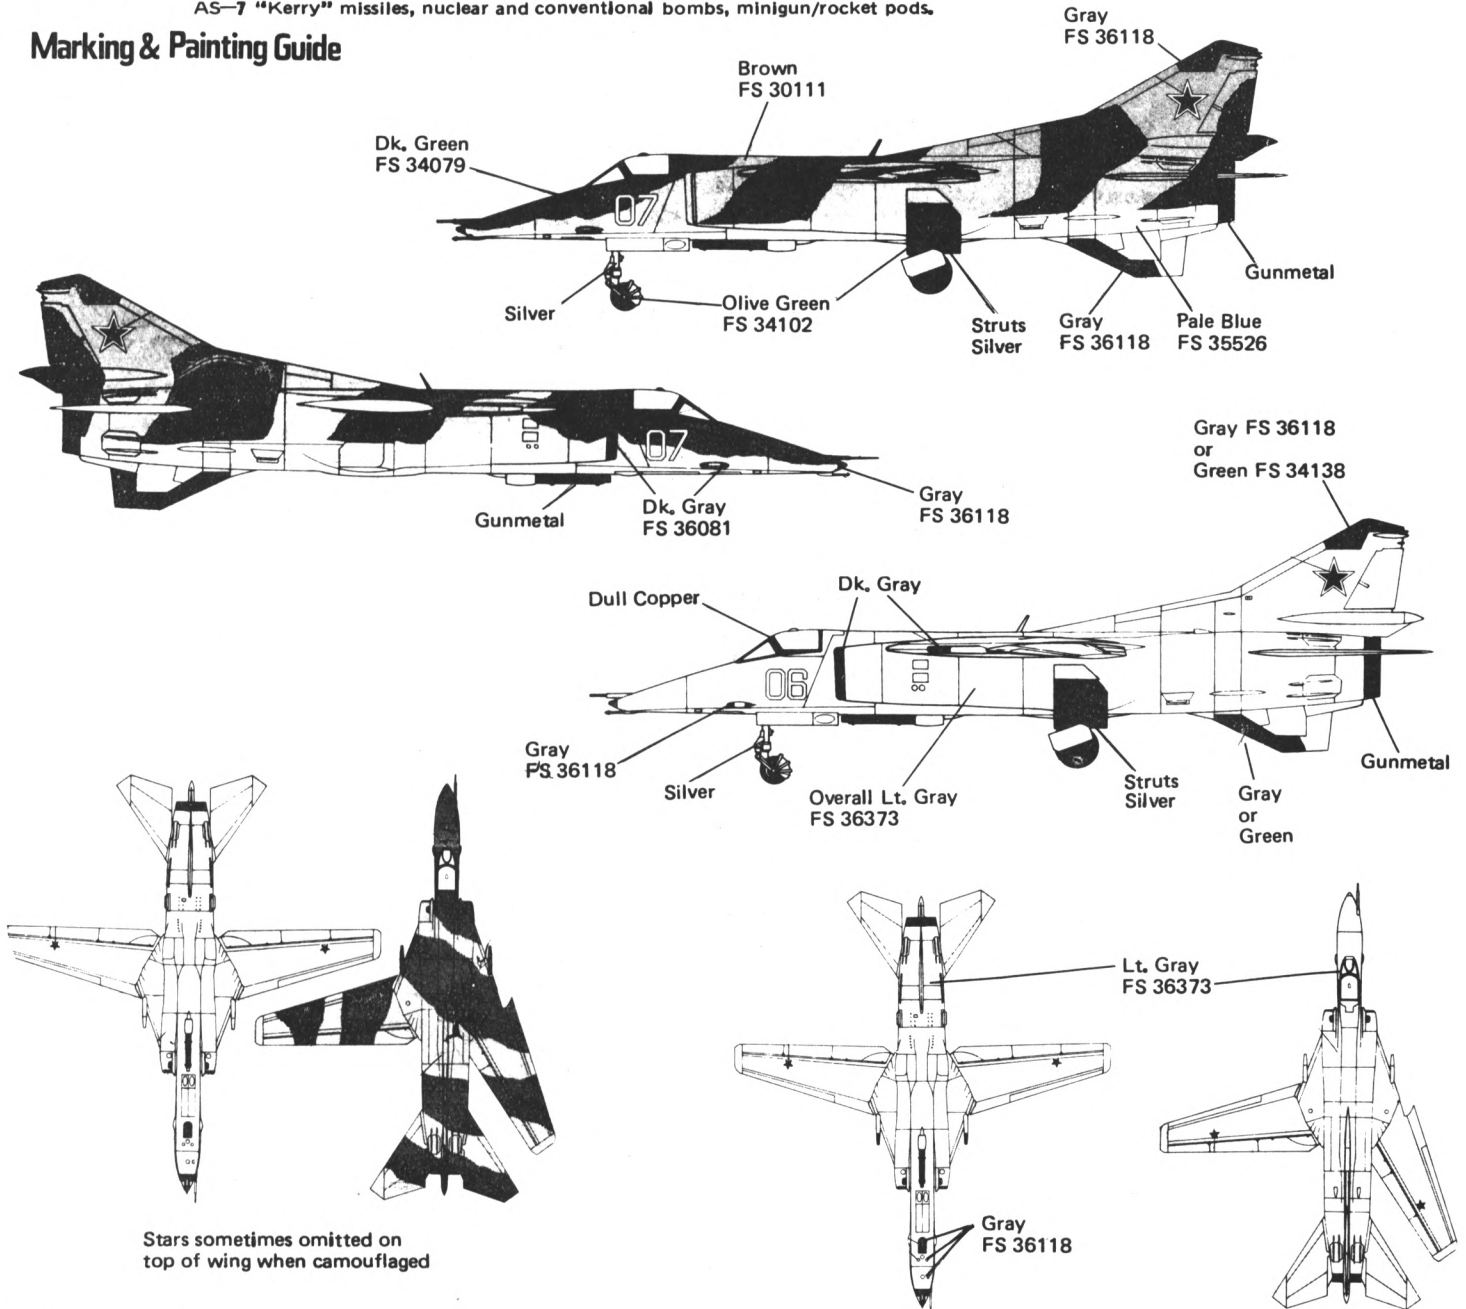 AS—7 "Kerry" missiles, nuclear and conventional bombs, minigun/rocket pods.
Marking & Painting Guide
Gray
FS 36118
Brown
FS 30111
Dk. Green
FS 34079
07
Silver
Olive Green
FS 34102
Struts
Silver
Gray
FS 36118
Pale Blue
FS 35526
Gunmetal
07
Gunmetal
Dk. Gray
FS 36081
Gray
FS 36118
Gray FS 36118
or
Green FS 34138
Dull Copper
Dk. Gray
06
Gray
FS 36118
Silver
Overall Lt. Gray
FS 36373
Struts
Silver
Gray
or
Green
Gunmetal
Lt. Gray
FS 36373
Gray
FS 36118
Stars sometimes omitted on
top of wing when camouflaged